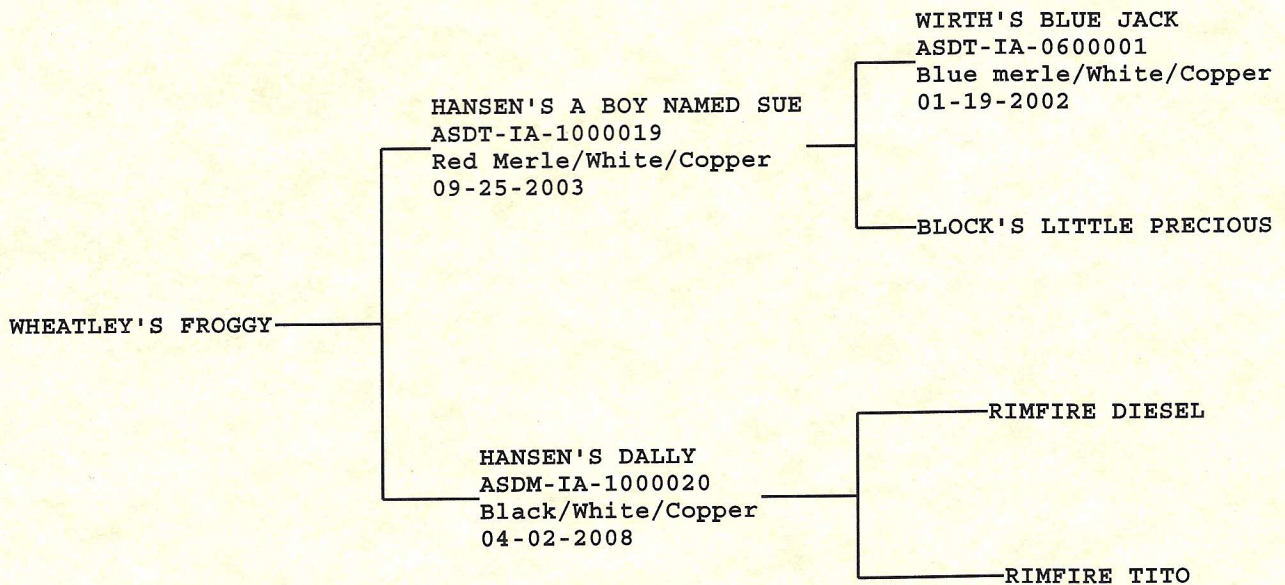 WIRTH'S BLUE JACK
ASDT-IA-0600001
Blue merle/White/Copper
01-19-2002
HANSEN'S A BOY NAMED SUE
ASDT-IA-1000019
Red Merle/White/Copper
09-25-2003
BLOCK'S LITTLE PRECIOUS
WHEATLEY'S FROGGY
RIMFIRE DIESEL
HANSEN'S DALLY
ASDM-IA-1000020
Black/White/Copper
04-02-2008
RIMFIRE TITO